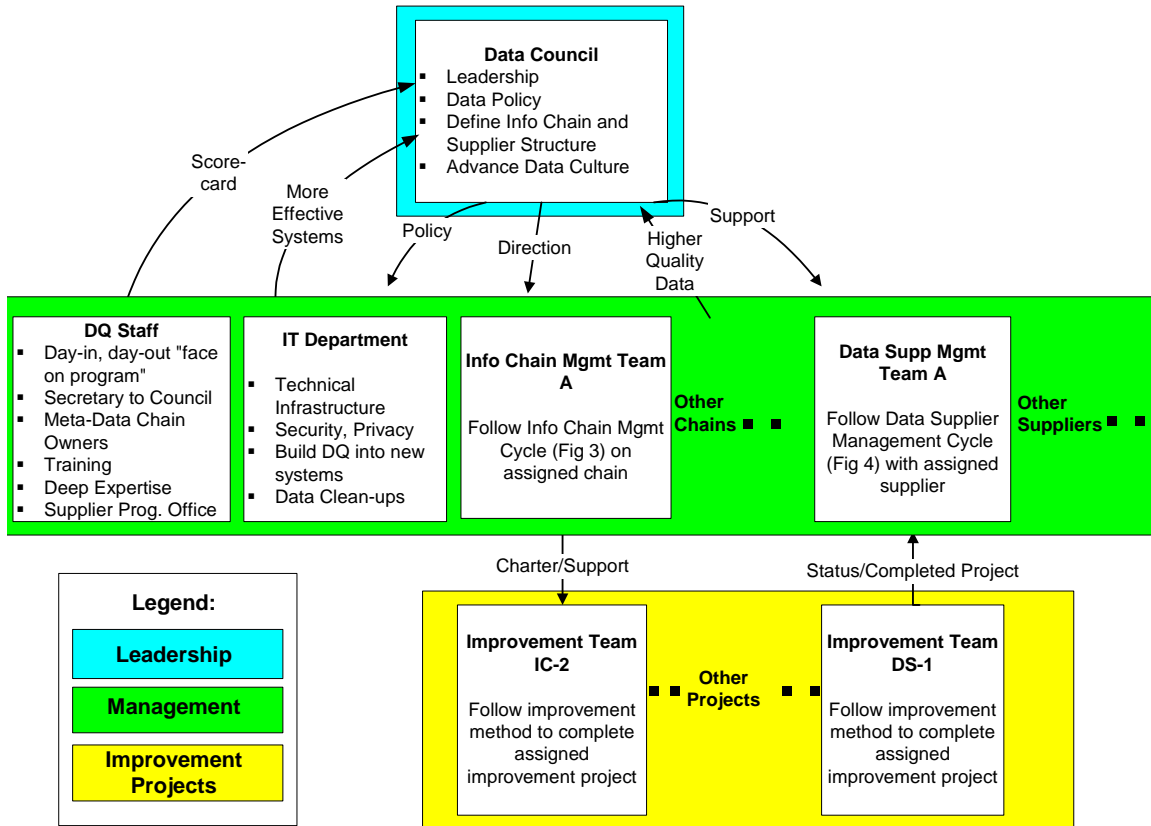 Data Council
▪ Leadership
▪ Data Policy
▪ Define Info Chain and
Supplier Structure
▪ Advance Data Culture
Score-
card
More
Effective
Systems
Policy
Direction
Higher
Quality
Data
Support
DQ Staff
▪ Day-in, day-out "face
on program"
▪ Secretary to Council
▪ Meta-Data Chain
Owners
▪ Training
▪ Deep Expertise
▪ Supplier Prog. Office
IT Department
▪ Technical
Infrastructure
▪ Security, Privacy
▪ Build DQ into new
systems
▪ Data Clean-ups
Info Chain Mgmt Team
A
Follow Info Chain Mgmt
Cycle (Fig 3) on
assigned chain
Other
Chains
Data Supp Mgmt
Team A
Follow Data Supplier
Management Cycle
(Fig 4) with assigned
supplier
Other
Suppliers
Charter/Support
Status/Completed Project
Legend:
Leadership
Management
Improvement
Projects
Improvement Team
IC-2
Follow improvement
method to complete
assigned
improvement project
Other
Projects
Improvement Team
DS-1
Follow improvement
method to complete
assigned
improvement project